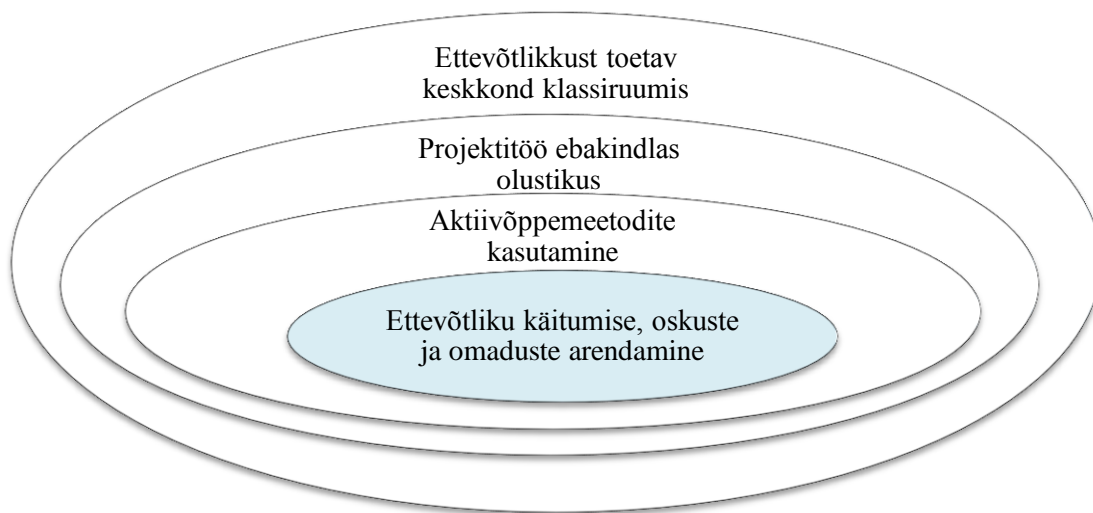 Ettevõtlikkust toetav
keskkond klassiruumis
Projektitöö ebakindlas
olustikus
Aktiivõppemeetodite
kasutamine
Ettevõtliku käitumise, oskuste
ja omaduste arendamine